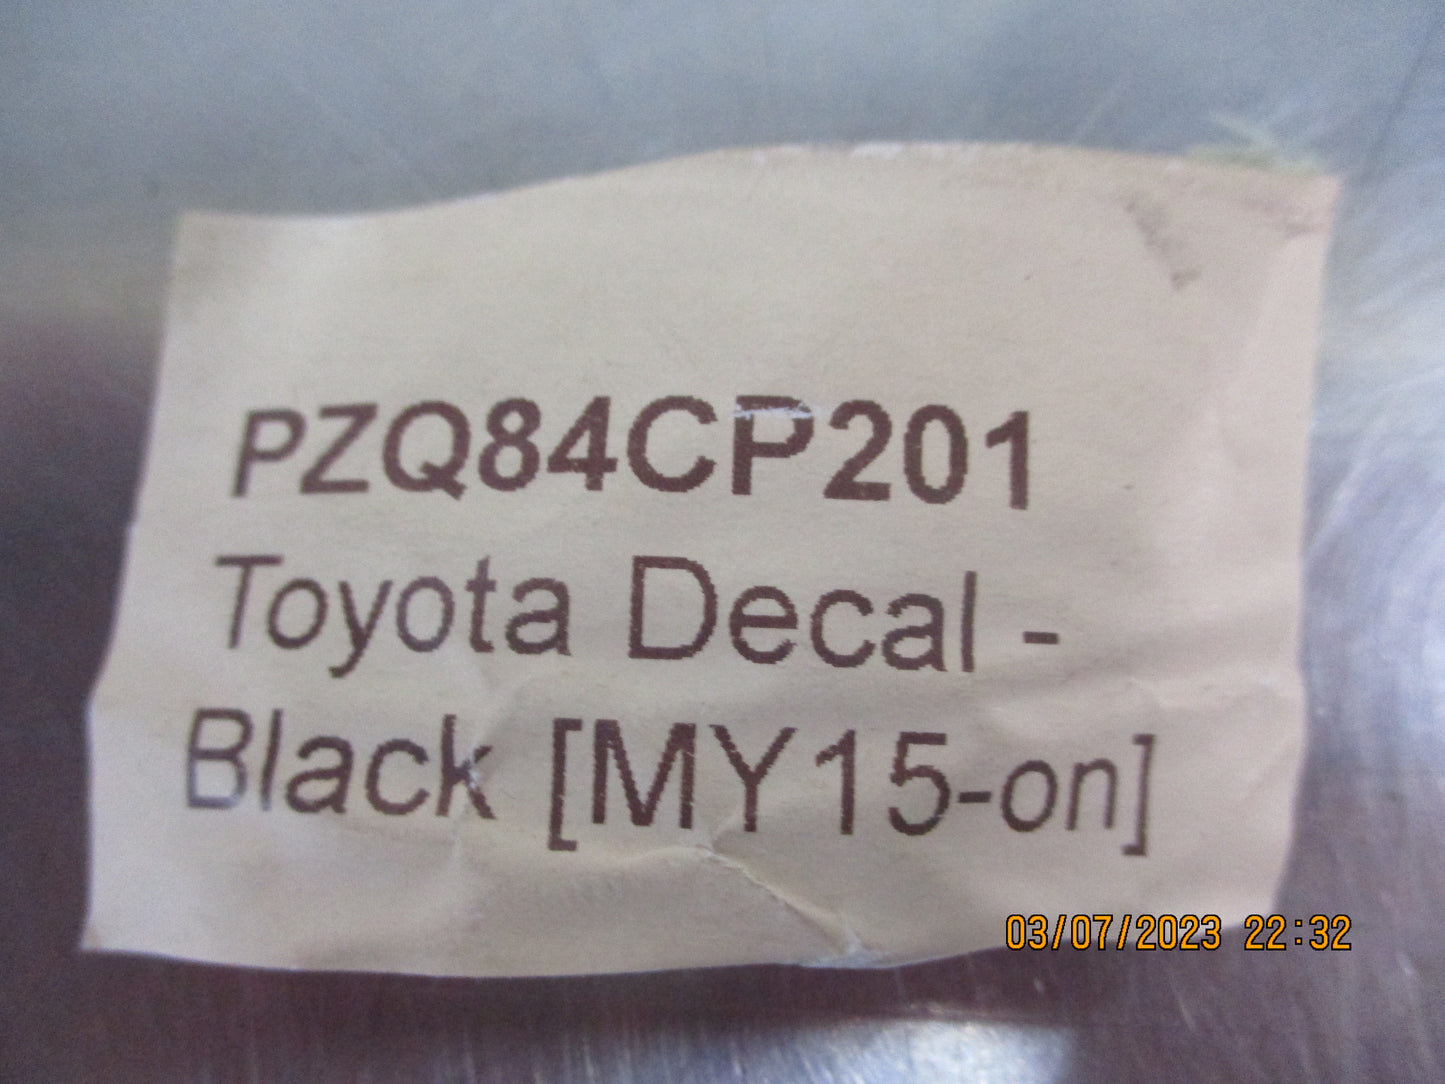 PZQ84CP201
Toyota Decal -
Black [MY15-on]
03/07/2023 22:32